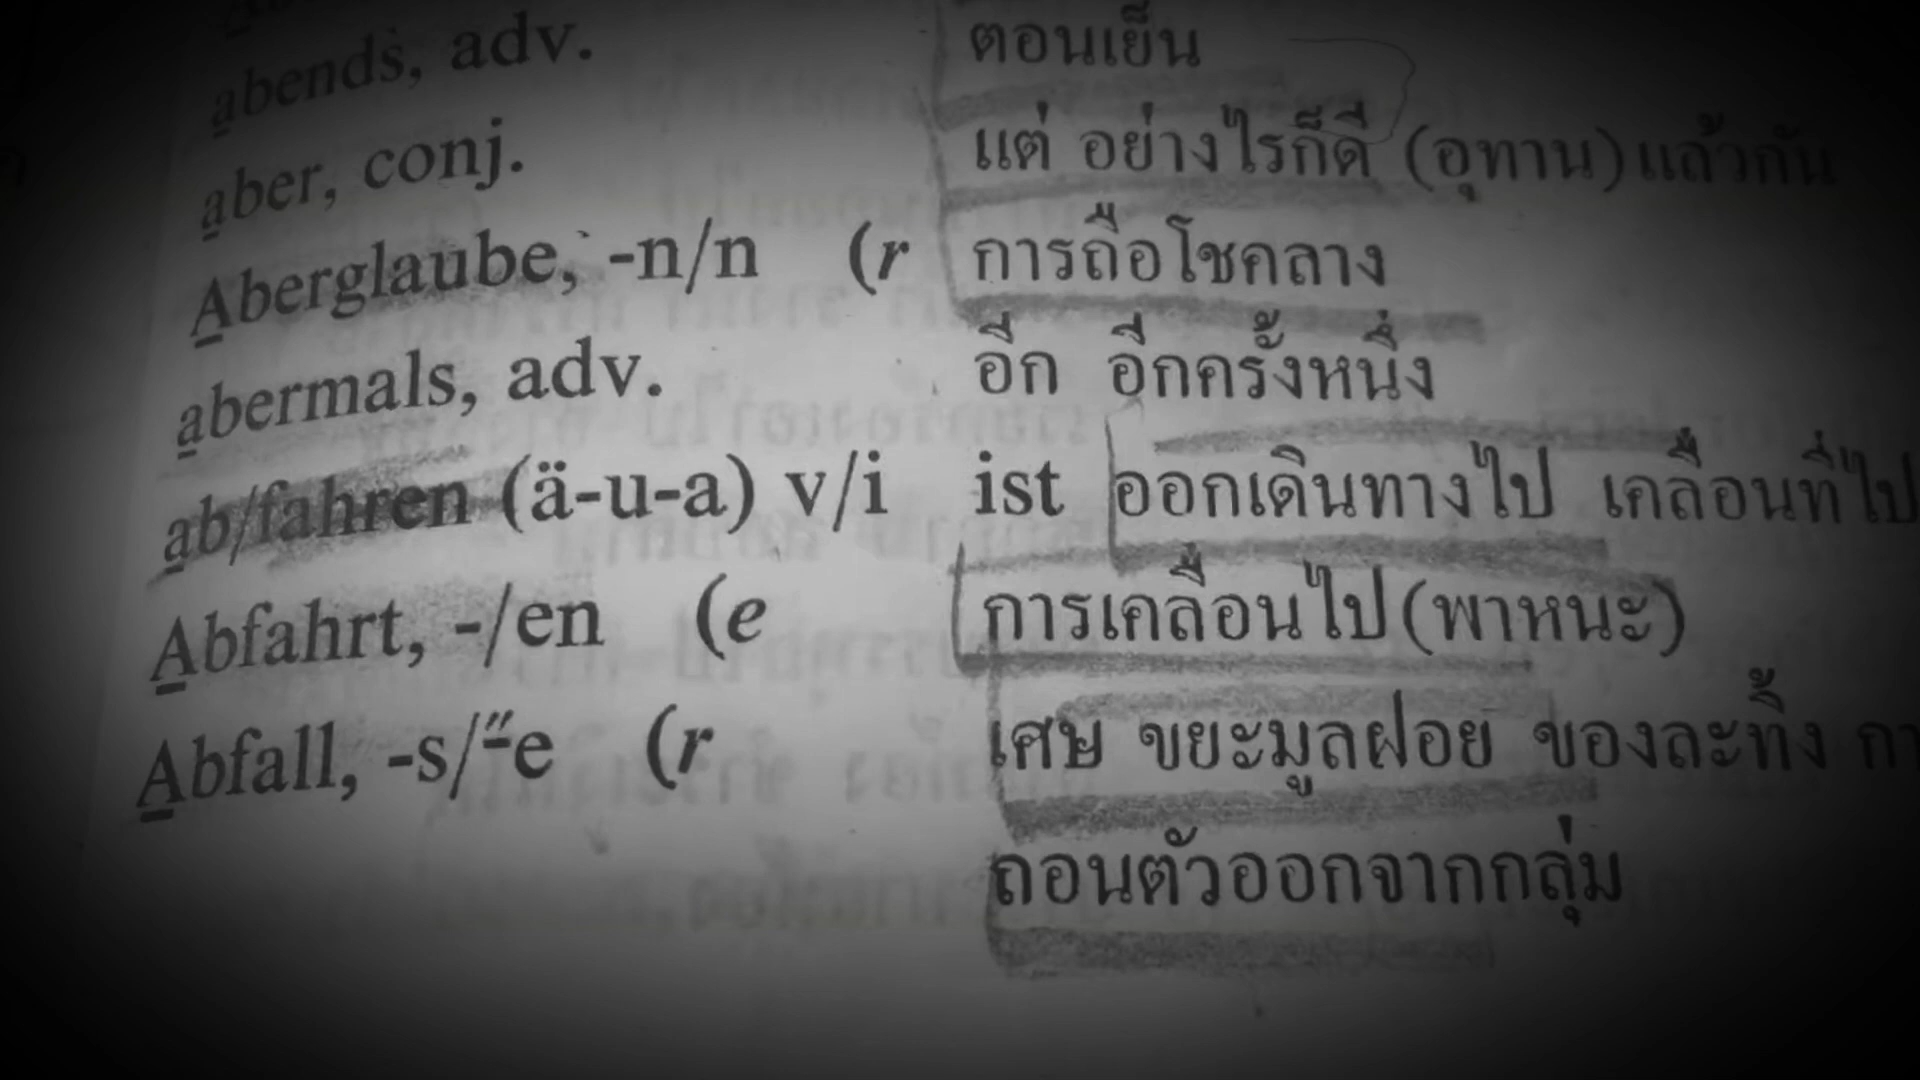 abends, adv. ตอนเย็น
aber, conj. แต่ อย่างไรก็ดี (อุทาน) แล้วกัน
Aberglaube, -n/n (r การถือโชคลาง
abermals, adv. อีก อีกครั้งหนึ่ง
ab/fahren (ä-u-a) v/i ist ออกเดินทางไป เคลื่อนที่ไป
Abfahrt, -/en (e การเคลื่อนไป (พาหนะ)
Abfall, -s/⸚e (r เศษ ขยะมูลฝอย ของละทิ้ง
ถอนตัวออกจากกลุ่ม